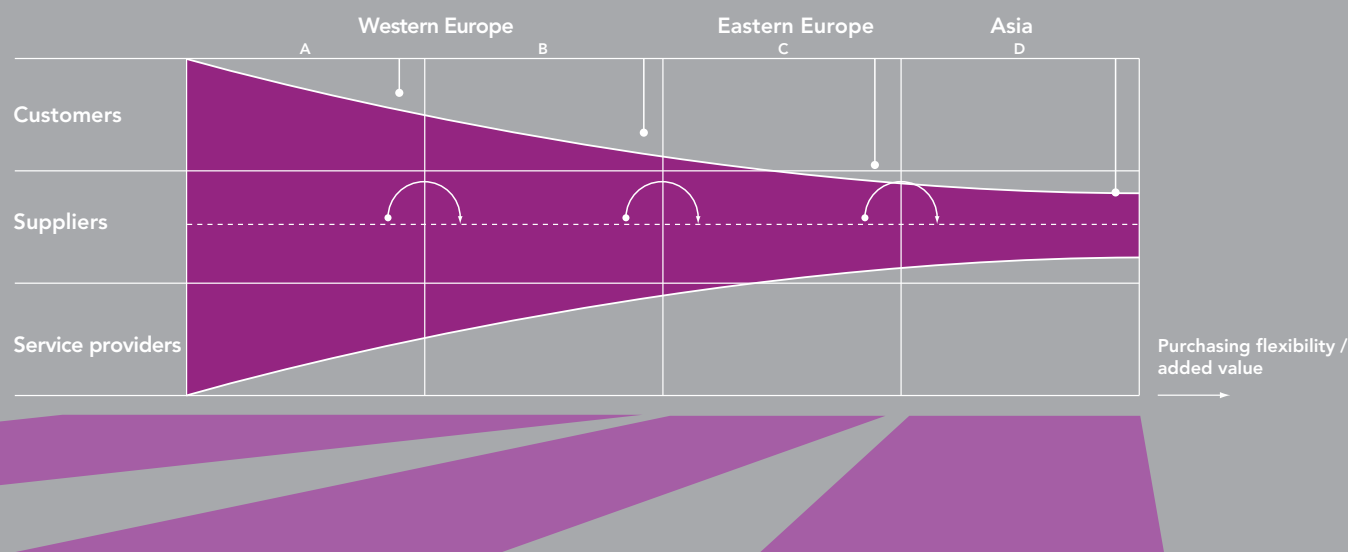 Western Europe
Eastern Europe
Asia
A
B
C
D
Customers
Suppliers
Service providers
Purchasing flexibility /
added value